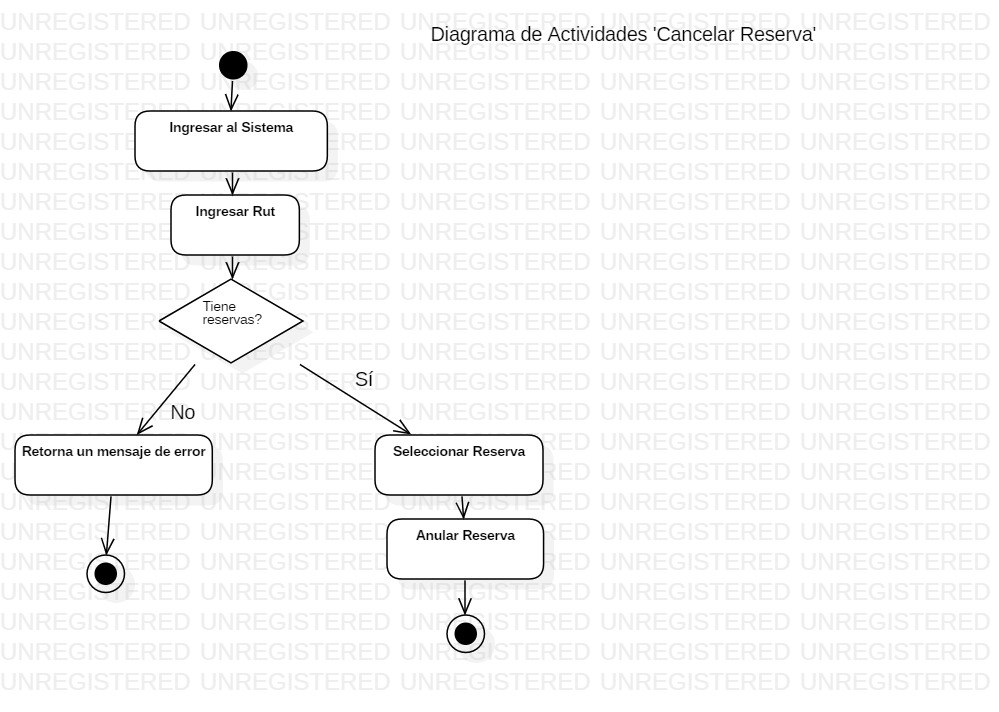 Diagrama de Actividades 'Cancelar Reserva'
Ingresar al Sistema
Ingresar Rut
Tiene
reservas?
Sí
No
Retorna un mensaje de error
Seleccionar Reserva
Anular Reserva
UNREGISTERED UNREGISTERED UNREGISTERED UNREGISTERED UNREGISTERED